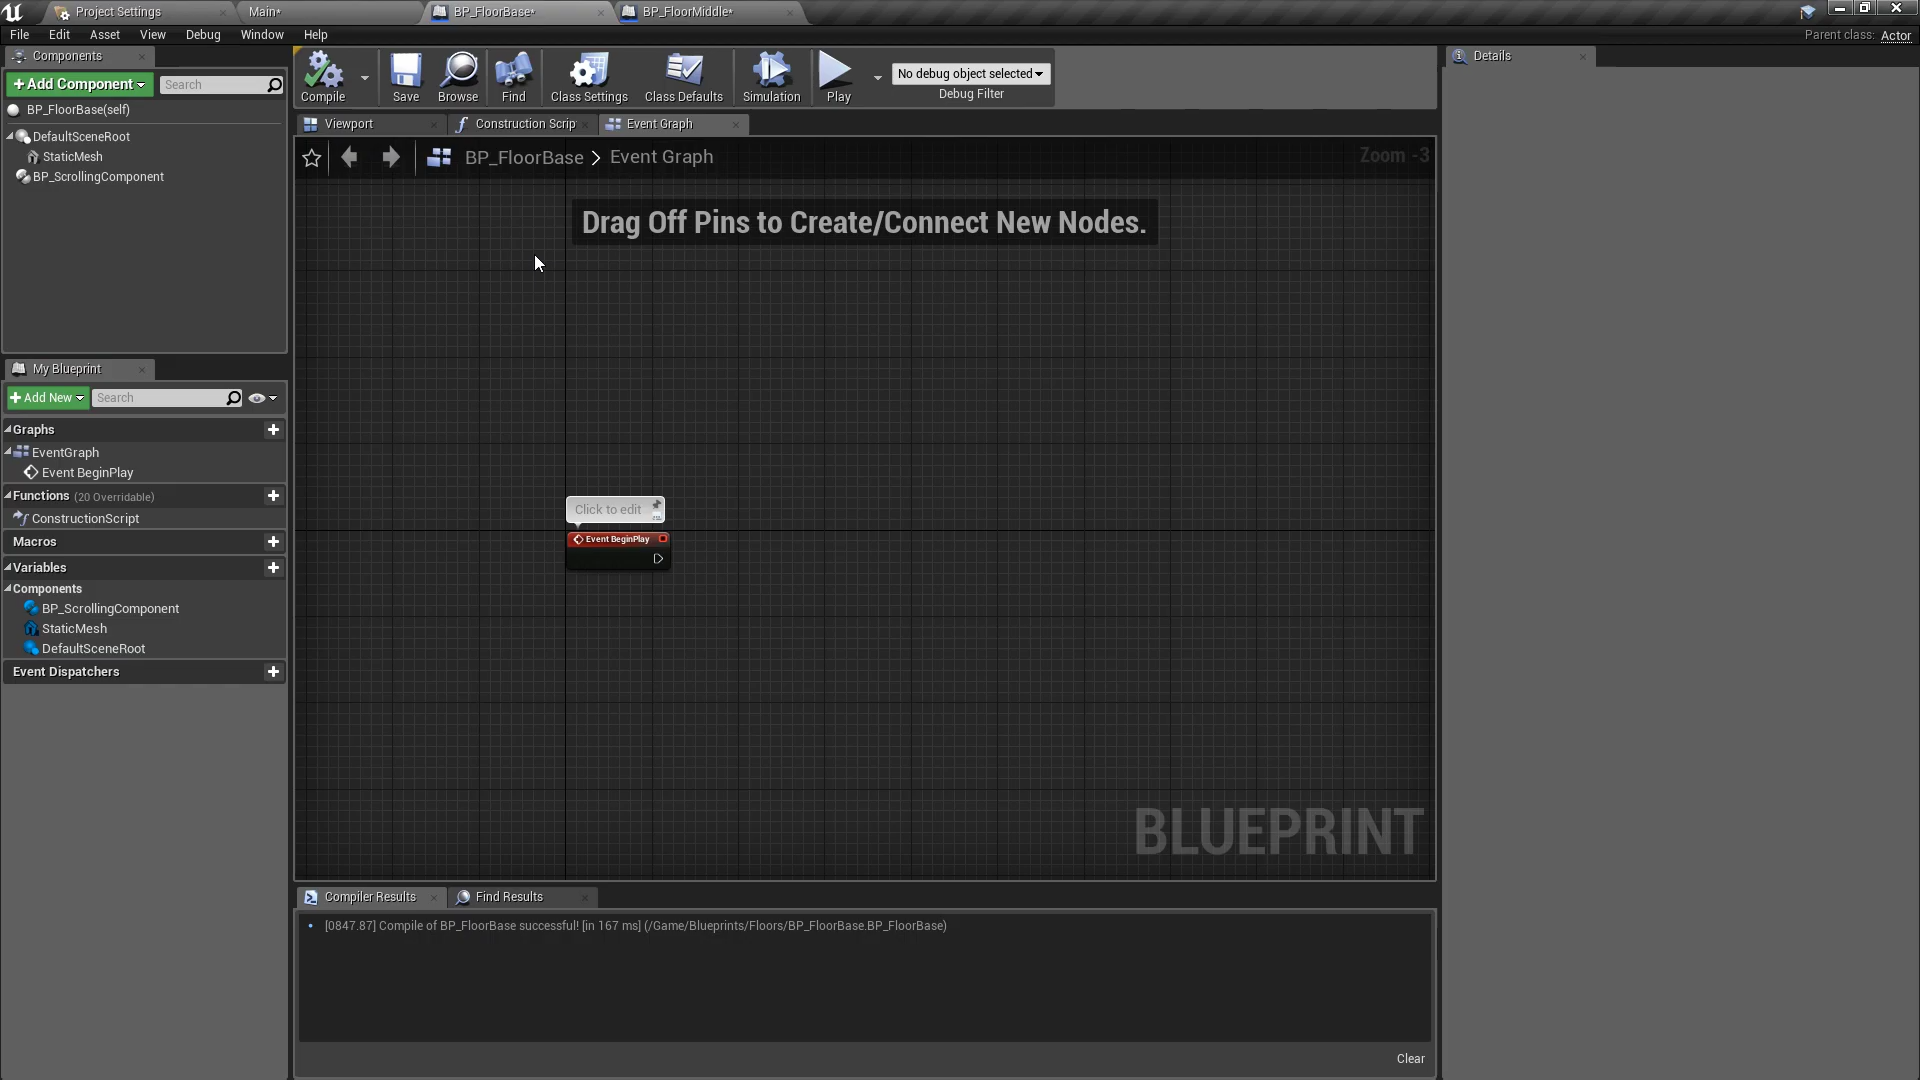 Project Settings
Main*
BP_FloorBase*
BP_FloorMiddle*
File Edit Asset View Debug Window Help
Parent class: Actor
Components
+ Add Component
Search
BP_FloorBase(self)
DefaultSceneRoot
StaticMesh
BP_ScrollingComponent
Compile
Save
Browse
Find
Class Settings
Class Defaults
Simulation
Play
No debug object selected
Debug Filter
Details
Viewport
Construction Scrip
Event Graph
BP_FloorBase > Event Graph
Zoom -3
Drag Off Pins to Create/Connect New Nodes.
My Blueprint
+ Add New
Search
Graphs
EventGraph
Event BeginPlay
Functions (20 Overridable)
ConstructionScript
Macros
Variables
Components
BP_ScrollingComponent
StaticMesh
DefaultSceneRoot
Event Dispatchers
Click to edit
Event BeginPlay
BLUEPRINT
Compiler Results
Find Results
[0847.87] Compile of BP_FloorBase successful! [in 167 ms] (/Game/Blueprints/Floors/BP_FloorBase.BP_FloorBase)
Clear